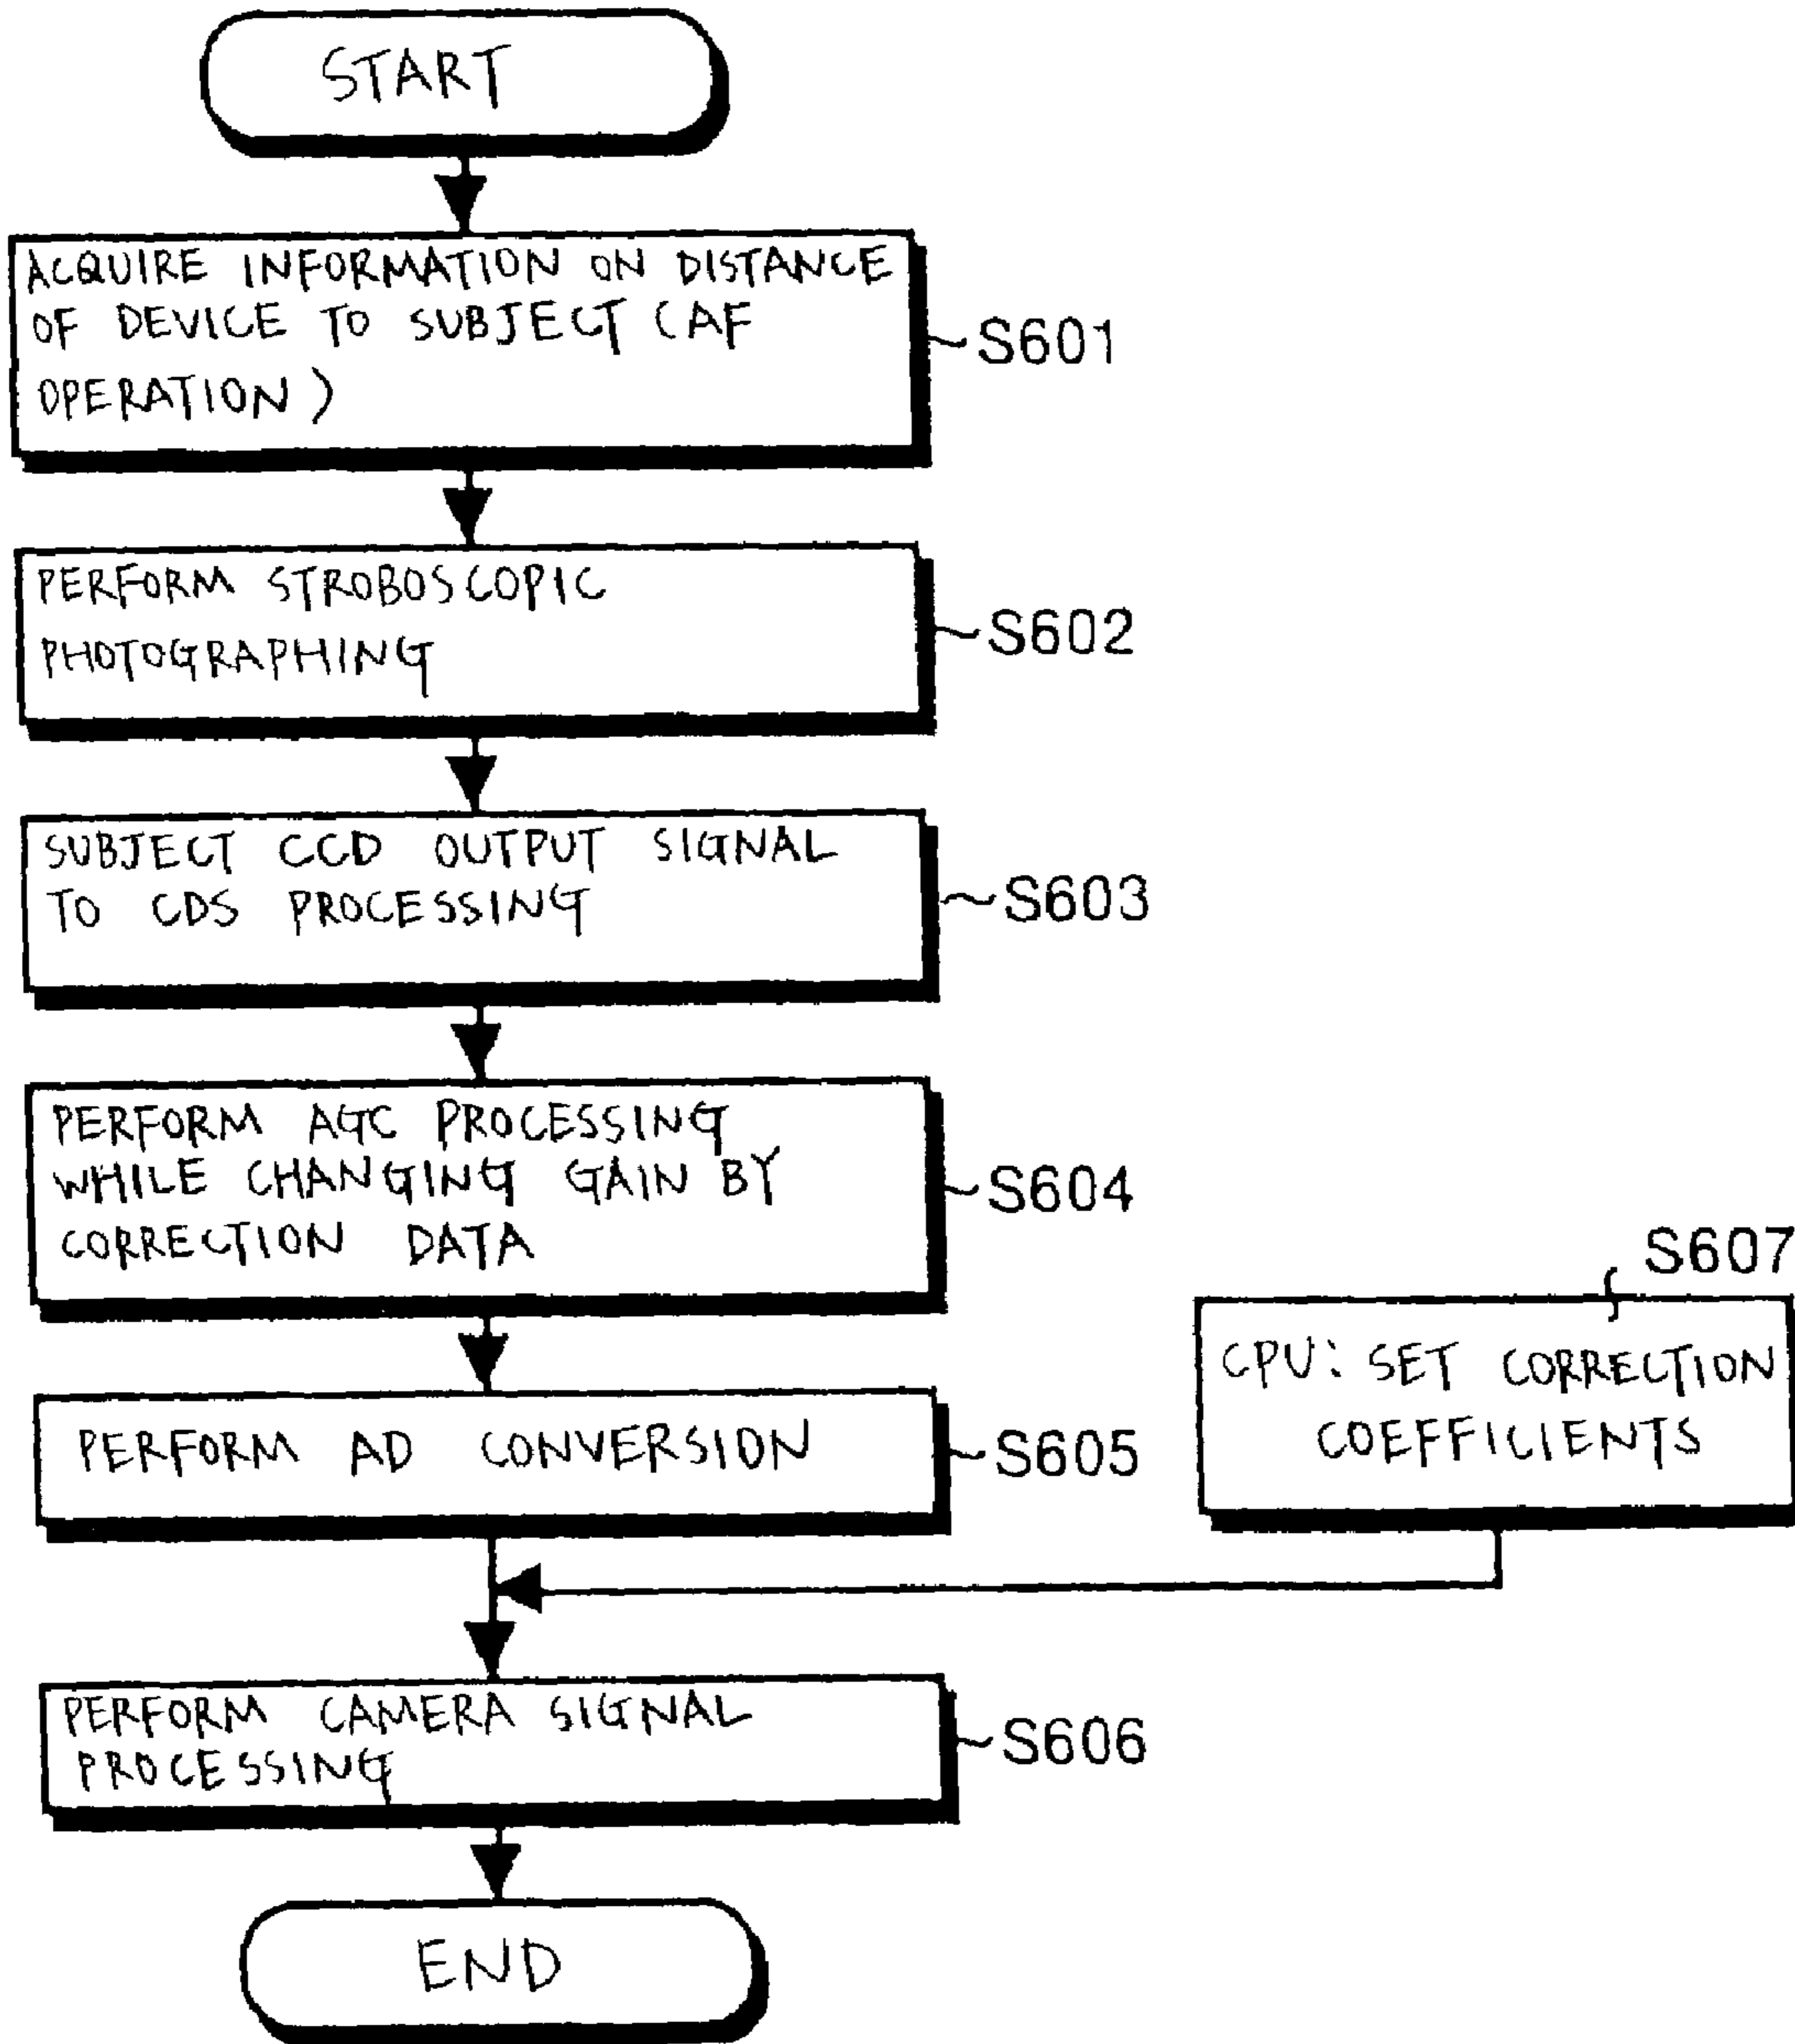 START
ACQUIRE INFORMATION ON DISTANCE
OF DEVICE TO SUBJECT (AF
OPERATION)
S601
PERFORM STROBOSCOPIC
PHOTOGRAPHING
S602
SUBJECT CCD OUTPUT SIGNAL
TO CDS PROCESSING
S603
PERFORM AGC PROCESSING
WHILE CHANGING GAIN BY
CORRECTION DATA
S604
S607
CPU: SET CORRECTION
COEFFICIENTS
PERFORM AD CONVERSION
S605
PERFORM CAMERA SIGNAL
PROCESSING
S606
END